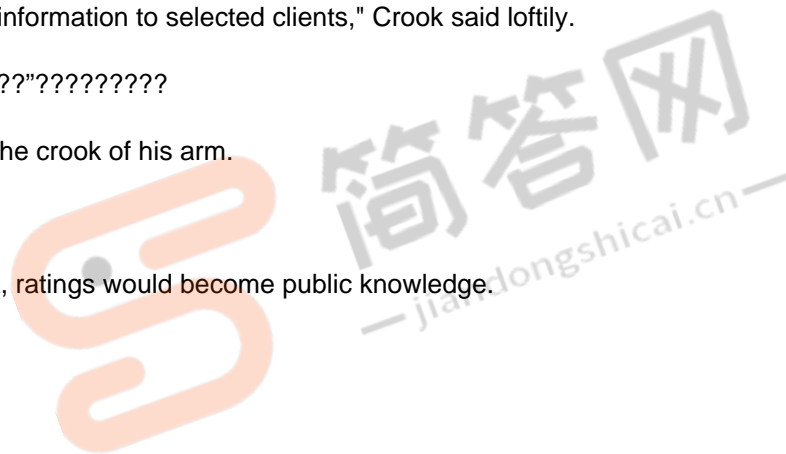 information to selected clients," Crook said loftily.
??”?????????
he crook of his arm.
, ratings would become public knowledge.
简答网
jiandongshicai.cn